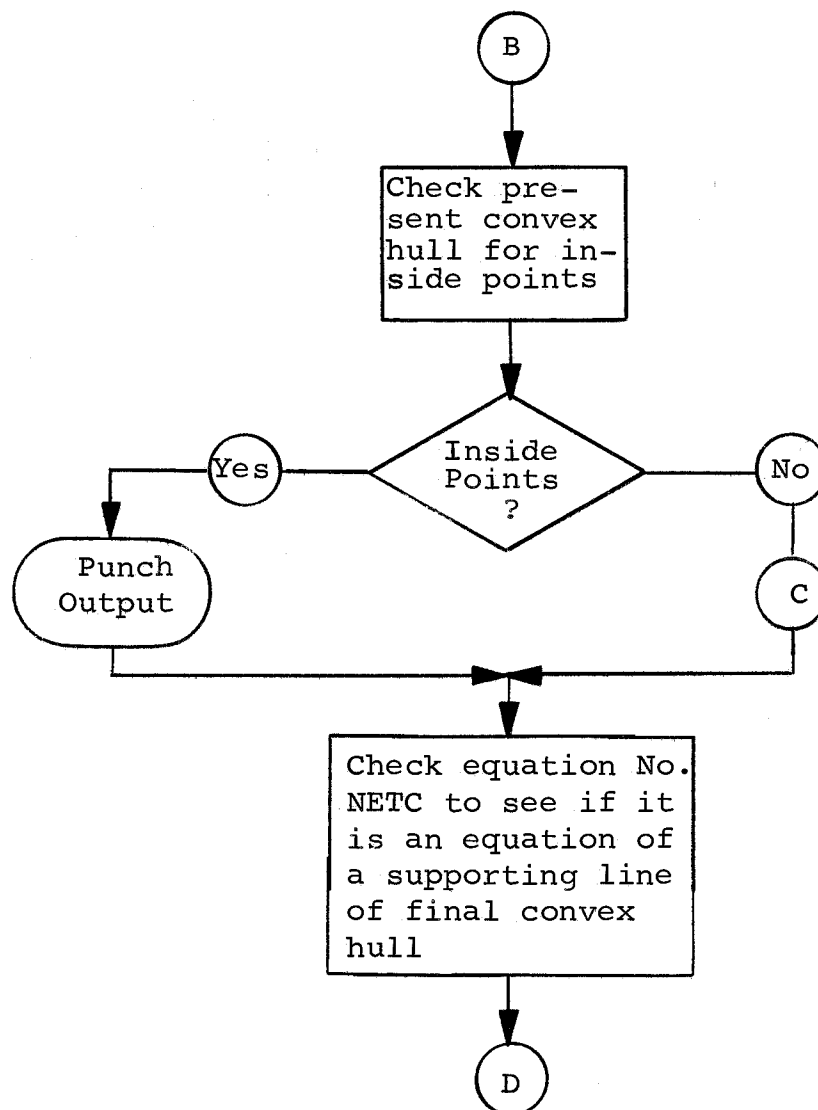 B
Check pre-
sent convex
hull for in-
side points
Inside
Points
?
Yes
No
Punch
Output
C
Check equation No.
NETC to see if it
is an equation of
a supporting line
of final convex
hull
D